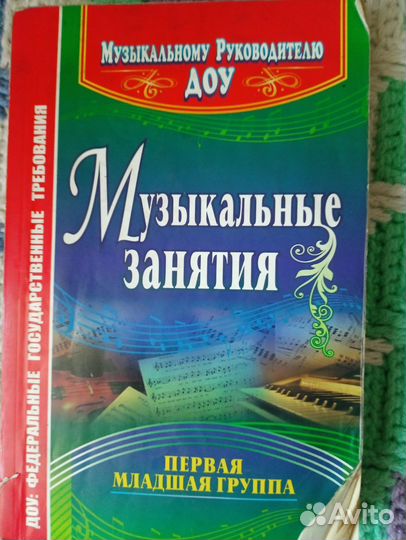 Музыкальному Руководителю
ДОУ
ДОУ: ФЕДЕРАЛЬНЫЕ ГОСУДАРСТВЕННЫЕ ТРЕБОВАНИЯ
Музыкальные
занятия
ПЕРВАЯ
МЛАДШАЯ ГРУППА
Avito